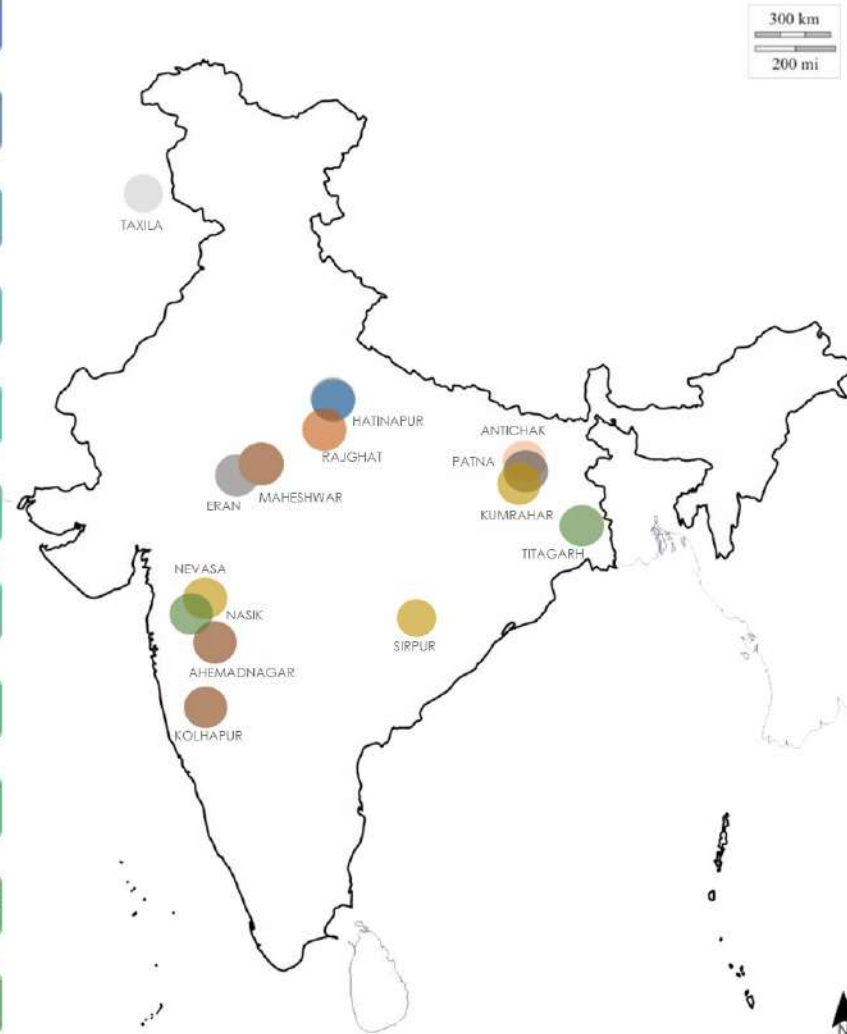 300 km
200 mi
TAXILA
HATINAPUR
ANTICHAK
RAJGHAT
PATNA
MAHESHWAR
ERAN
KUMRAHAR
TITAGARH
NEVASA
NASIK
SIRPUR
AHEMADNAGAR
KOLHAPUR
N